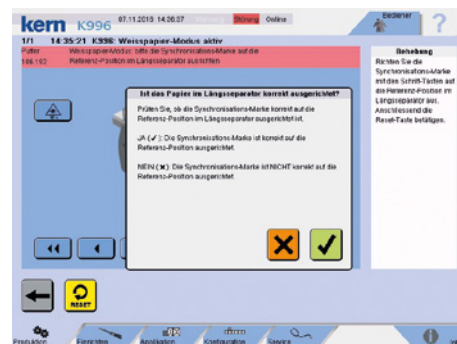 kern K996 07.11.2018 14:36:37 Störung Online Bediener ?
1/1 14:35:21 K996: Weisspapier-Modus aktiv
Puller Weisspapier-Modus: bitte die Synchronisations-Marke auf die
Referenz-Position im Längsseparator ausrichten
Behebung
Richten Sie die
Synchronisations-Marke
mit den Schritt-Tasten auf
die Referenz-Position im
Längsseparator aus.
Anschliessend die
Reset-Taste betätigen.
Ist das Papier im Längsseparator korrekt ausgerichtet?
Prüfen Sie, ob die Synchronisations-Marke korrekt auf die
Referenz-Position im Längsseparator ausgerichtet ist.
JA (✓): Die Synchronisations-Marke ist korrekt auf die
Referenz-Position ausgerichtet.
NEIN (✖): Die Synchronisations-Marke ist NICHT korrekt auf die
Referenz-Position ausgerichtet.
RESET
Produktion Einrichten Applikation Konfiguration Service